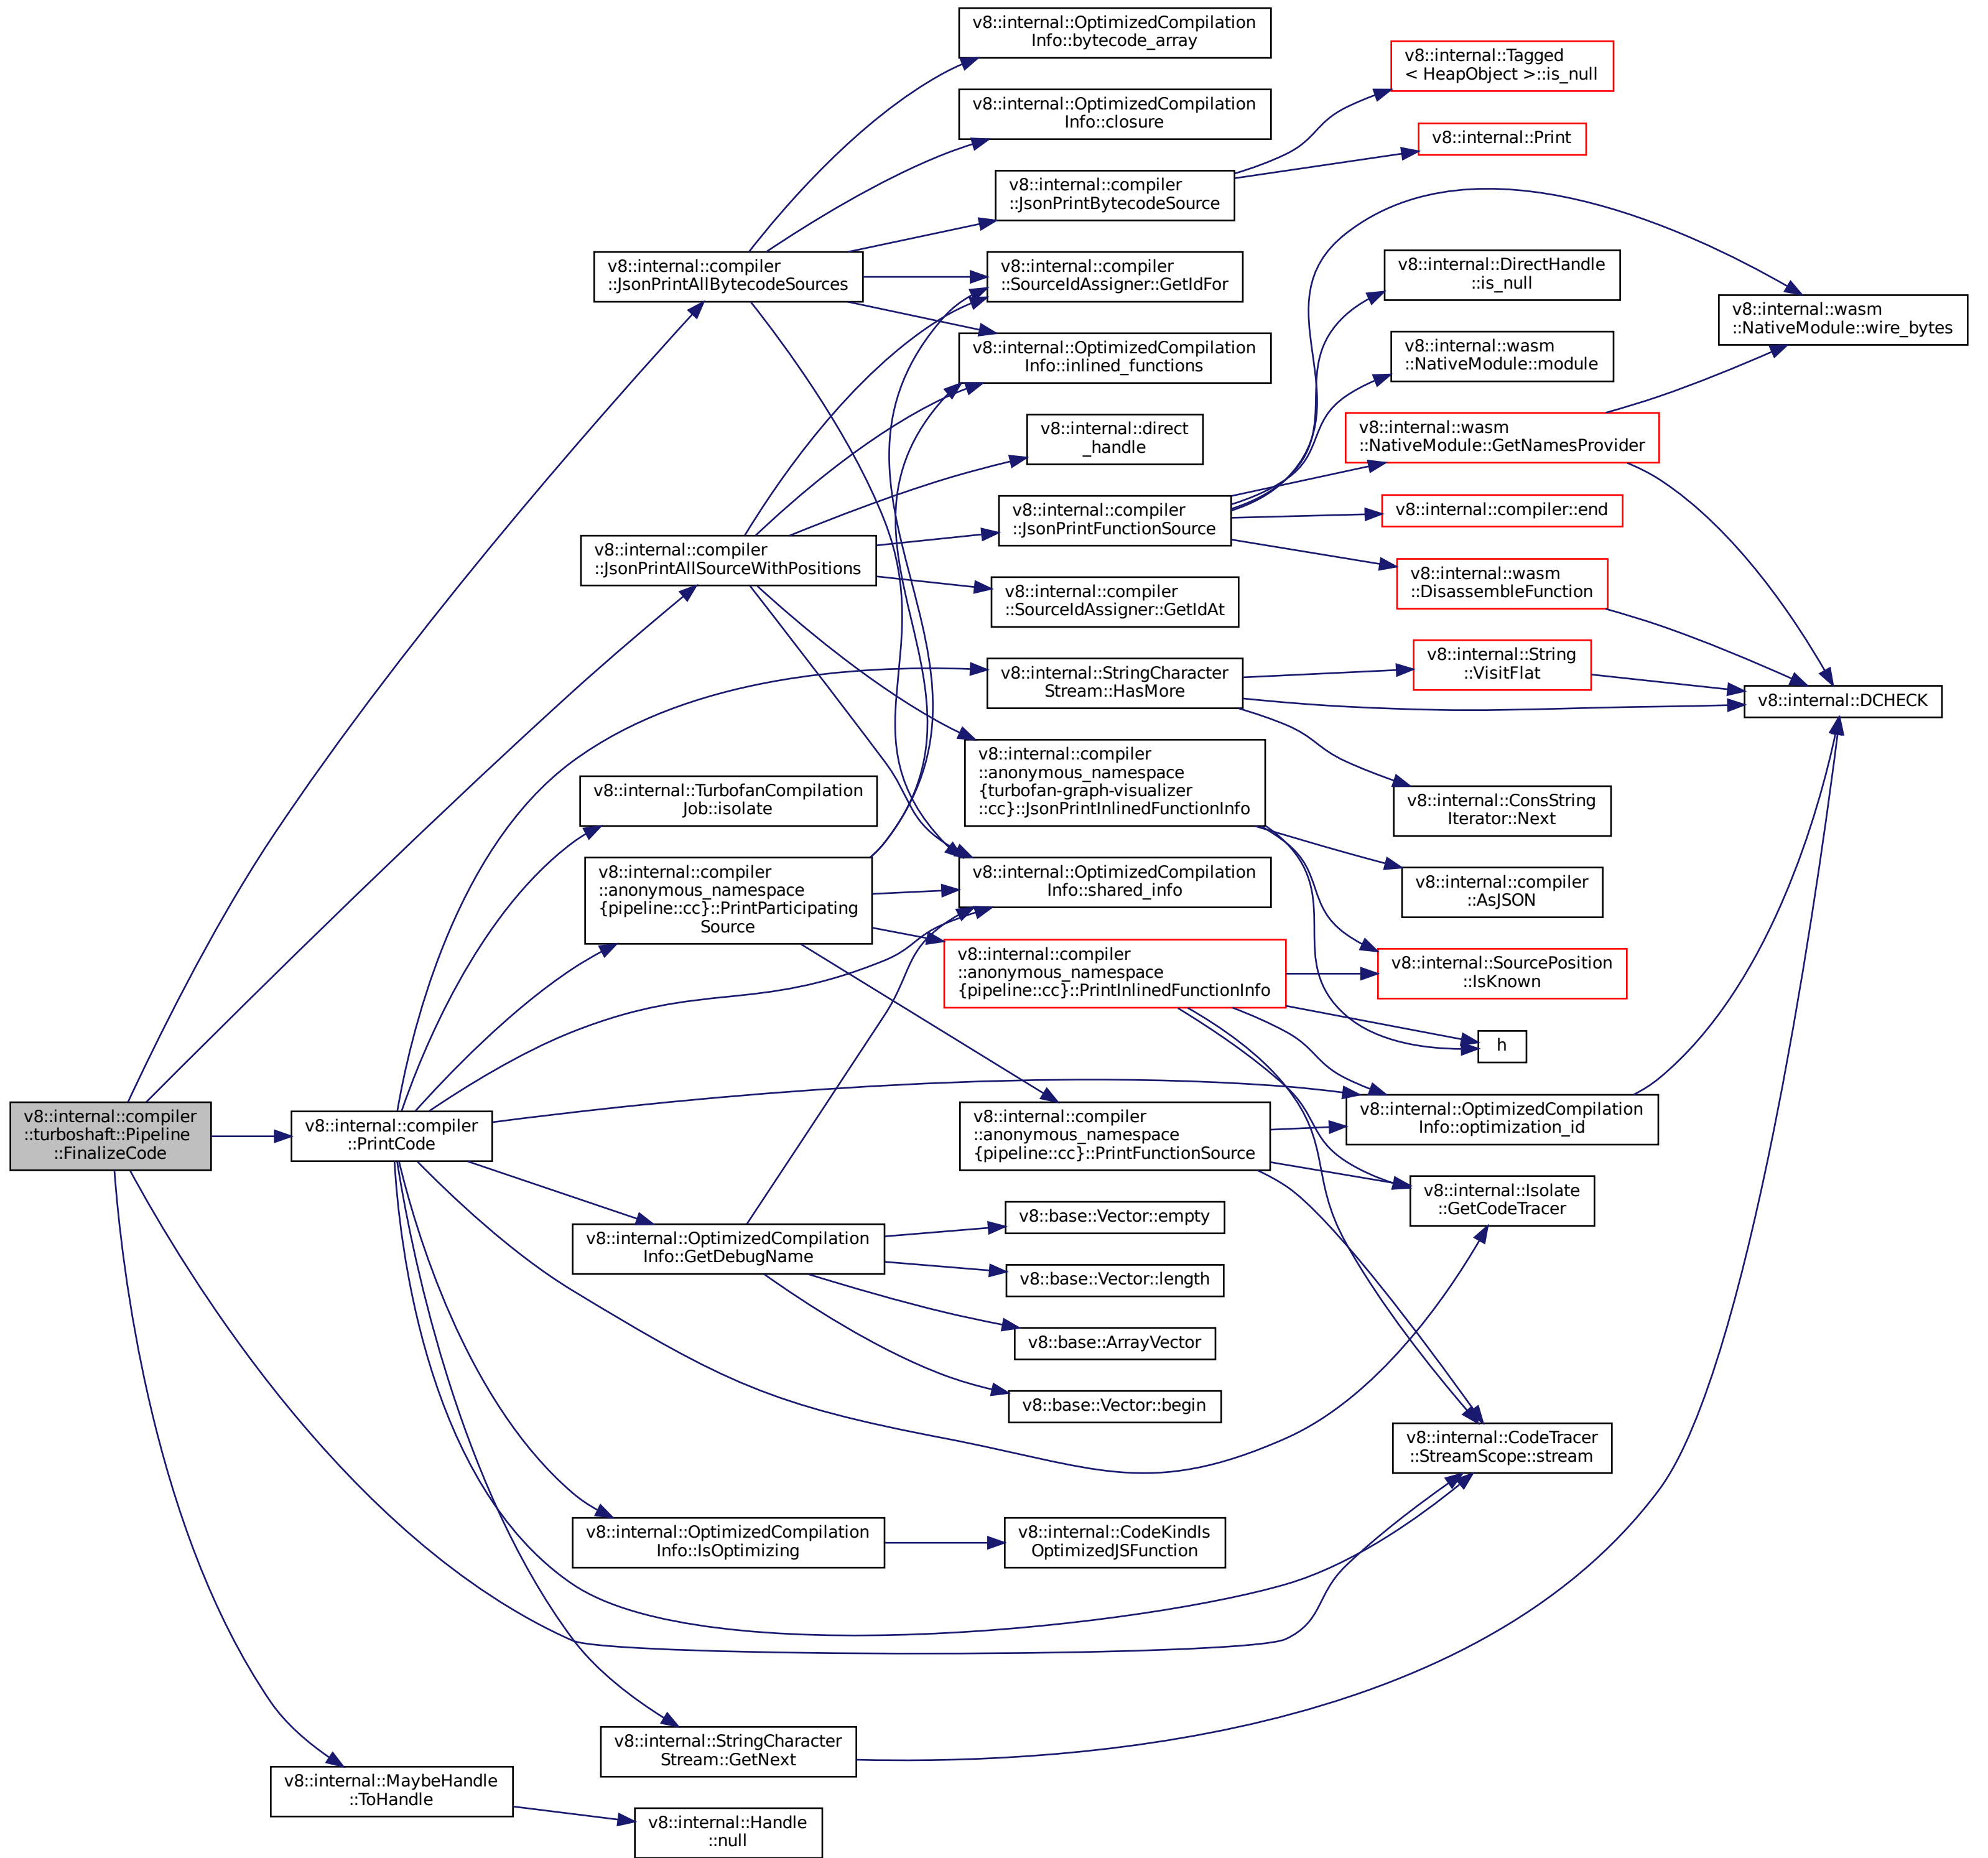 v8::internal::OptimizedCompilation
Info::bytecode_array
v8::internal::Tagged
< HeapObject >::is_null
v8::internal::OptimizedCompilation
Info::closure
v8::internal::Print
v8::internal::compiler
::JsonPrintBytecodeSource
v8::internal::compiler
::JsonPrintAllBytecodeSources
v8::internal::compiler
::SourceIdAssigner::GetIdFor
v8::internal::DirectHandle
::is_null
v8::internal::wasm
::NativeModule::wire_bytes
v8::internal::OptimizedCompilation
Info::inlined_functions
v8::internal::wasm
::NativeModule::module
v8::internal::direct
_handle
v8::internal::wasm
::NativeModule::GetNamesProvider
v8::internal::compiler
::JsonPrintFunctionSource
v8::internal::compiler::end
v8::internal::compiler
::JsonPrintAllSourceWithPositions
v8::internal::compiler
::SourceIdAssigner::GetIdAt
v8::internal::wasm
::DisassembleFunction
v8::internal::StringCharacter
Stream::HasMore
v8::internal::String
::VisitFlat
v8::internal::DCHECK
v8::internal::compiler
::anonymous_namespace
{turbofan-graph-visualizer
::cc}::JsonPrintInlinedFunctionInfo
v8::internal::TurbofanCompilation
Job::isolate
v8::internal::ConsString
Iterator::Next
v8::internal::compiler
::anonymous_namespace
{pipeline::cc}::PrintParticipating
Source
v8::internal::OptimizedCompilation
Info::shared_info
v8::internal::compiler
::AsJSON
v8::internal::compiler
::anonymous_namespace
{pipeline::cc}::PrintInlinedFunctionInfo
v8::internal::SourcePosition
::IsKnown
h
v8::internal::compiler
::turboshaft::Pipeline
::FinalizeCode
v8::internal::compiler
::PrintCode
v8::internal::compiler
::anonymous_namespace
{pipeline::cc}::PrintFunctionSource
v8::internal::OptimizedCompilation
Info::optimization_id
v8::internal::Isolate
::GetCodeTracer
v8::base::Vector::empty
v8::internal::OptimizedCompilation
Info::GetDebugName
v8::base::Vector::length
v8::base::ArrayVector
v8::base::Vector::begin
v8::internal::CodeTracer
::StreamScope::stream
v8::internal::OptimizedCompilation
Info::IsOptimizing
v8::internal::CodeKindIs
OptimizedJSFunction
v8::internal::StringCharacter
Stream::GetNext
v8::internal::MaybeHandle
::ToHandle
v8::internal::Handle
::null